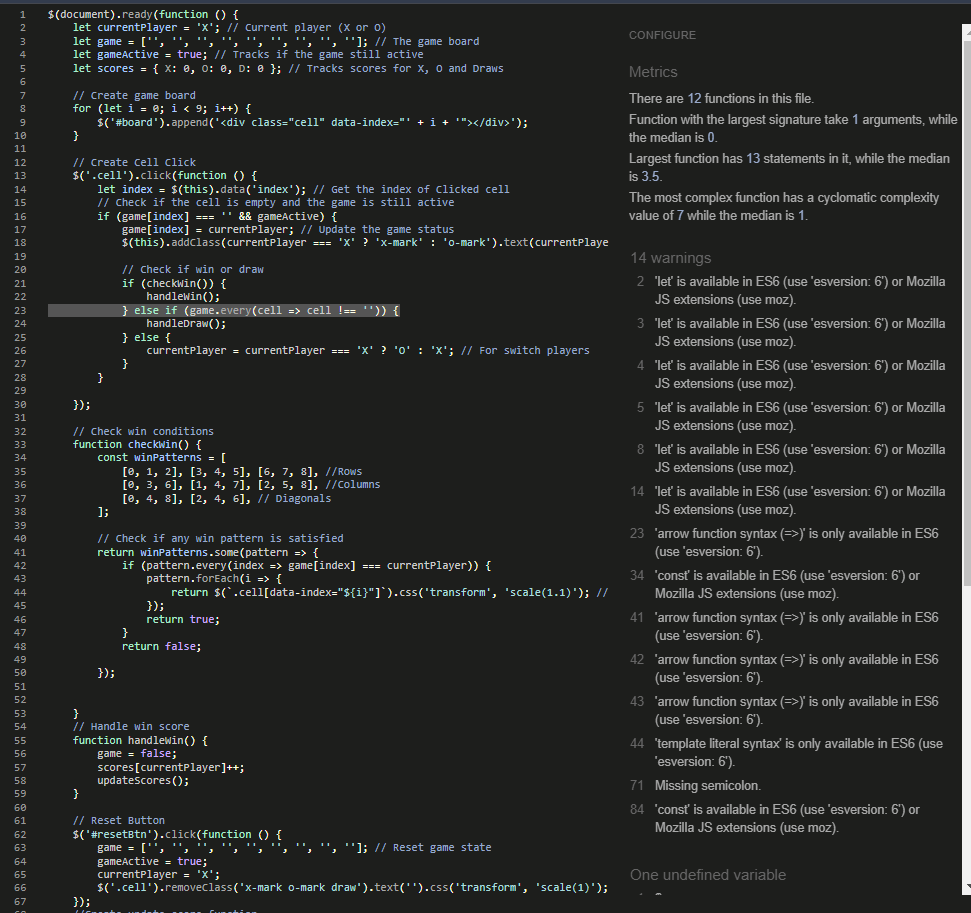 1 $(document).ready(function () {
2 let currentPlayer = 'X'; // Current player (X or O)
3 let game = ['', '', '', '', '', '', '', '', '']; // The game board
4 let gameActive = true; // Tracks if the game still active
5 let scores = { X: 0, O: 0, D: 0 }; // Tracks scores for X, O and Draws
6
7 // Create game board
8 for (let i = 0; i < 9; i++) {
9 $('#board').append('<div class="cell" data-index="' + i + '"></div>');
10 }
11
12 // Create Cell Click
13 $('.cell').click(function () {
14 let index = $(this).data('index'); // Get the index of Clicked cell
15 // Check if the cell is empty and the game is still active
16 if (game[index] === '' && gameActive) {
17 game[index] = currentPlayer; // Update the game status
18 $(this).addClass(currentPlayer === 'X' ? 'x-mark' : 'o-mark').text(currentPlaye
19
20 // Check if win or draw
21 if (checkWin()) {
22 handleWin();
23 } else if (game.every(cell => cell !== '')) {
24 handleDraw();
25 } else {
26 currentPlayer = currentPlayer === 'X' ? 'O' : 'X'; // For switch players
27 }
28 }
29
30 });
31
32 // Check win conditions
33 function checkWin() {
34 const winPatterns = [
35 [0, 1, 2], [3, 4, 5], [6, 7, 8], //Rows
36 [0, 3, 6], [1, 4, 7], [2, 5, 8], //Columns
37 [0, 4, 8], [2, 4, 6], // Diagonals
38 ];
39
40 // Check if any win pattern is satisfied
41 return winPatterns.some(pattern => {
42 if (pattern.every(index => game[index] === currentPlayer)) {
43 pattern.forEach(i => {
44 return $(`.cell[data-index="${i}"]`).css('transform', 'scale(1.1)'); //
45 });
46 return true;
47 }
48 return false;
49
50 });
51
52
53 }
54 // Handle win score
55 function handleWin() {
56 game = false;
57 scores[currentPlayer]++;
58 updateScores();
59 }
60
61 // Reset Button
62 $('#resetBtn').click(function () {
63 game = ['', '', '', '', '', '', '', '', '']; // Reset game state
64 gameActive = true;
65 currentPlayer = 'X';
66 $('.cell').removeClass('x-mark o-mark draw').text('').css('transform', 'scale(1)');
67 });
68 //Create update score function
CONFIGURE
Metrics
There are 12 functions in this file.
Function with the largest signature take 1 arguments, while
the median is 0.
Largest function has 13 statements in it, while the median
is 3.5.
The most complex function has a cyclomatic complexity
value of 7 while the median is 1.
14 warnings
2 'let' is available in ES6 (use 'esversion: 6') or Mozilla
JS extensions (use moz).
3 'let' is available in ES6 (use 'esversion: 6') or Mozilla
JS extensions (use moz).
4 'let' is available in ES6 (use 'esversion: 6') or Mozilla
JS extensions (use moz).
5 'let' is available in ES6 (use 'esversion: 6') or Mozilla
JS extensions (use moz).
8 'let' is available in ES6 (use 'esversion: 6') or Mozilla
JS extensions (use moz).
14 'let' is available in ES6 (use 'esversion: 6') or Mozilla
JS extensions (use moz).
23 'arrow function syntax (=>)' is only available in ES6
(use 'esversion: 6').
34 'const' is available in ES6 (use 'esversion: 6') or
Mozilla JS extensions (use moz).
41 'arrow function syntax (=>)' is only available in ES6
(use 'esversion: 6').
42 'arrow function syntax (=>)' is only available in ES6
(use 'esversion: 6').
43 'arrow function syntax (=>)' is only available in ES6
(use 'esversion: 6').
44 'template literal syntax' is only available in ES6 (use
'esversion: 6').
71 Missing semicolon.
84 'const' is available in ES6 (use 'esversion: 6') or
Mozilla JS extensions (use moz).
One undefined variable